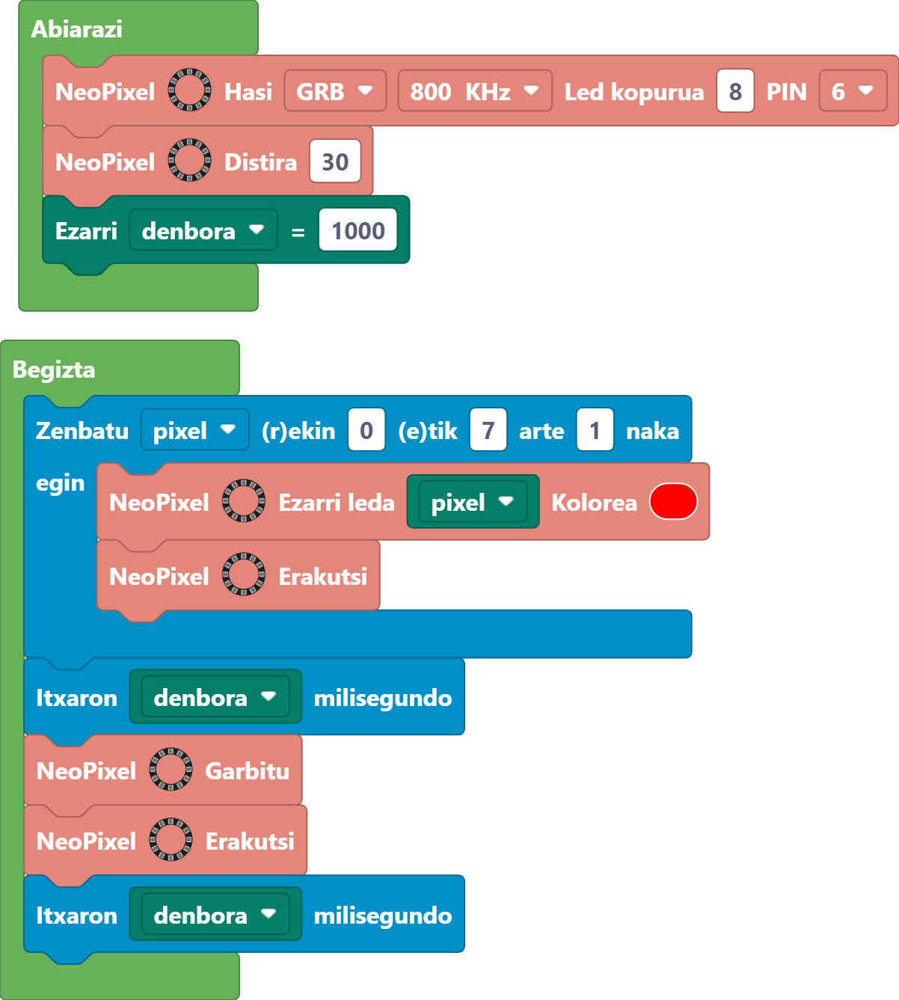 Abiarazi
NeoPixel Hasi GRB 800 KHz Led kopurua 8 PIN 6
NeoPixel Distira 30
Ezarri denbora = 1000
Begizta
Zenbatu pixel (r)ekin 0 (e)tik 7 arte 1 naka
egin
NeoPixel Ezarri leda pixel Kolorea
NeoPixel Erakutsi
Itxaron denbora milisegundo
NeoPixel Garbitu
NeoPixel Erakutsi
Itxaron denbora milisegundo